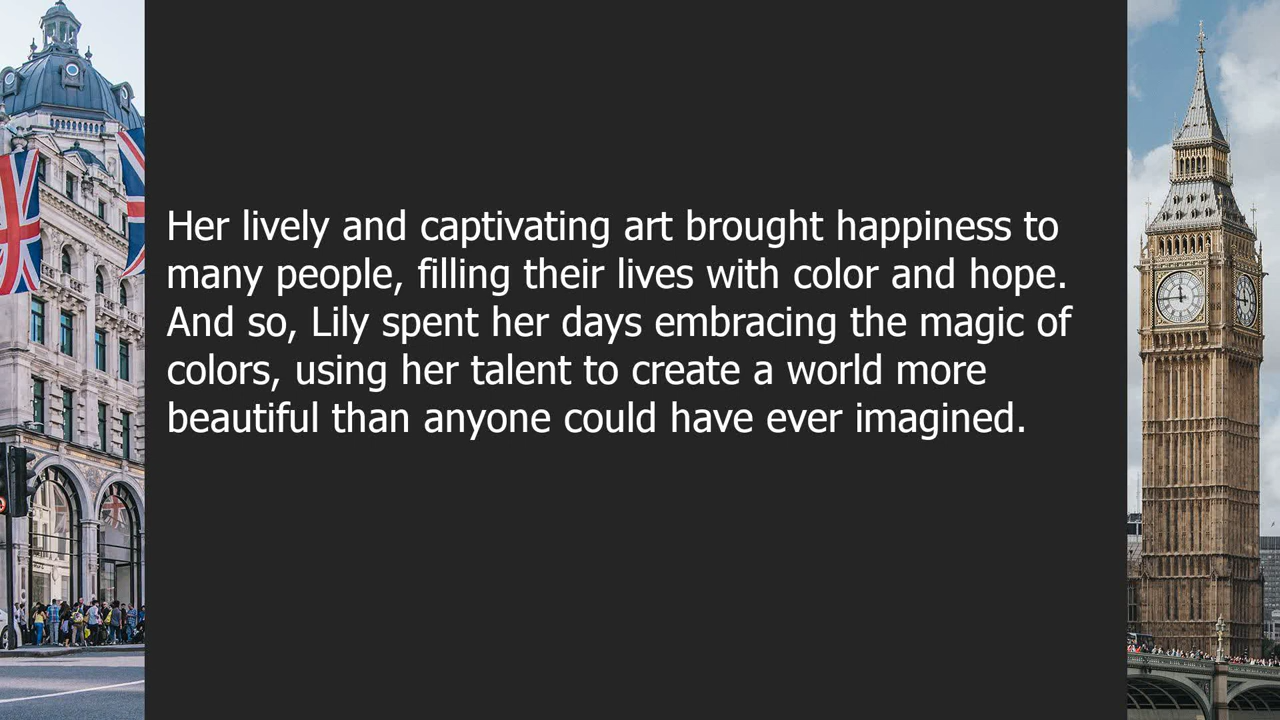 Her lively and captivating art brought happiness to
many people, filling their lives with color and hope.
And so, Lily spent her days embracing the magic of
colors, using her talent to create a world more
beautiful than anyone could have ever imagined.